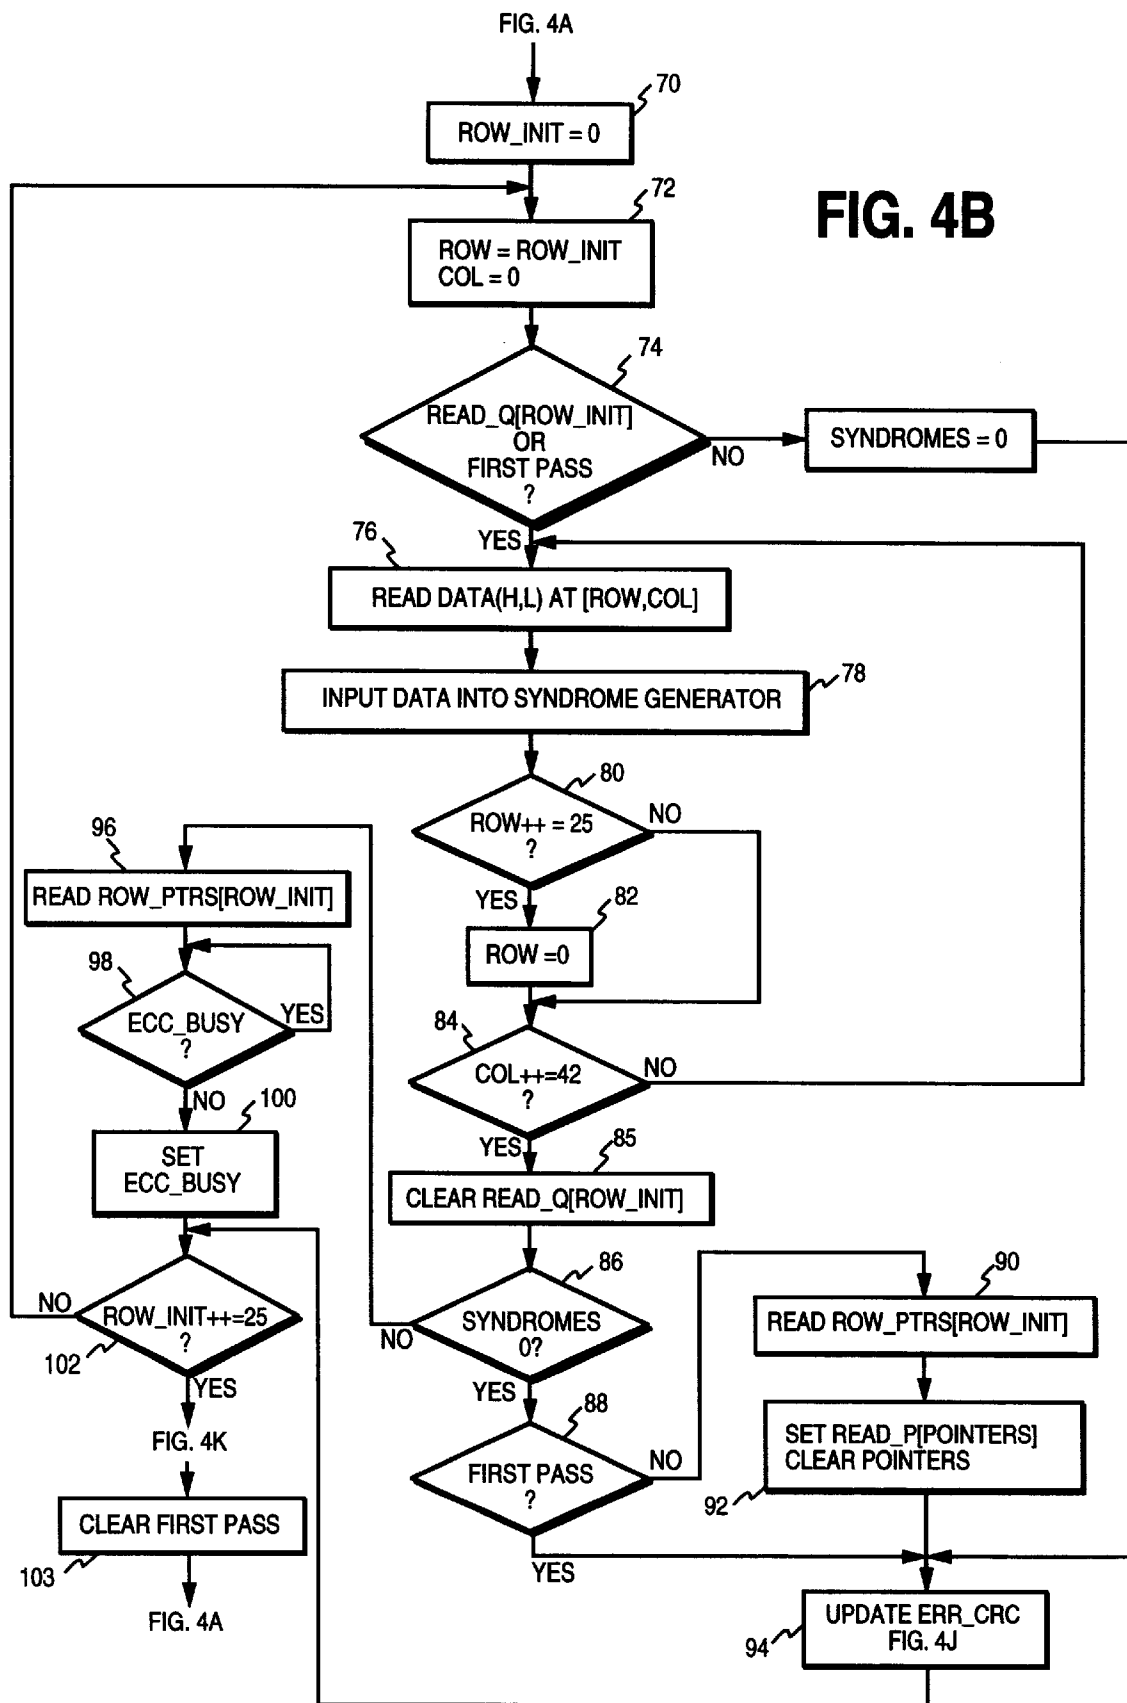 FIG. 4A
70
ROW_INIT = 0
FIG. 4B
72
ROW = ROW_INIT
COL = 0
74
READ_Q[ROW_INIT]
OR
FIRST PASS
?
NO
SYNDROMES = 0
YES
76
READ DATA(H,L) AT [ROW,COL]
78
INPUT DATA INTO SYNDROME GENERATOR
80
ROW++ = 25
?
NO
YES
82
ROW =0
84
COL++=42
?
NO
YES
85
CLEAR READ_Q[ROW_INIT]
86
SYNDROMES
0?
NO
YES
88
FIRST PASS
?
NO
YES
90
READ ROW_PTRS[ROW_INIT]
SET READ_P[POINTERS]
CLEAR POINTERS
92
UPDATE ERR_CRC
FIG. 4J
94
96
READ ROW_PTRS[ROW_INIT]
98
ECC_BUSY
?
YES
NO
100
SET
ECC_BUSY
ROW_INIT++=25
?
NO
102
YES
FIG. 4K
CLEAR FIRST PASS
103
FIG. 4A